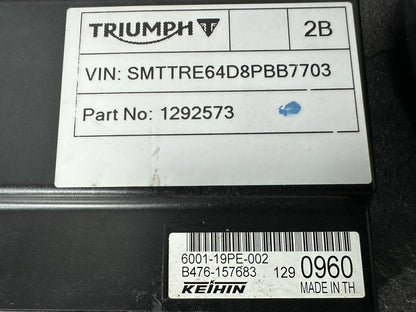 TRIUMPH 2B
VIN: SMTTRE64D8PBB7703
Part No: 1292573
6001-19PE-002
B476-157683 129 0960
KEIHIN MADE IN TH